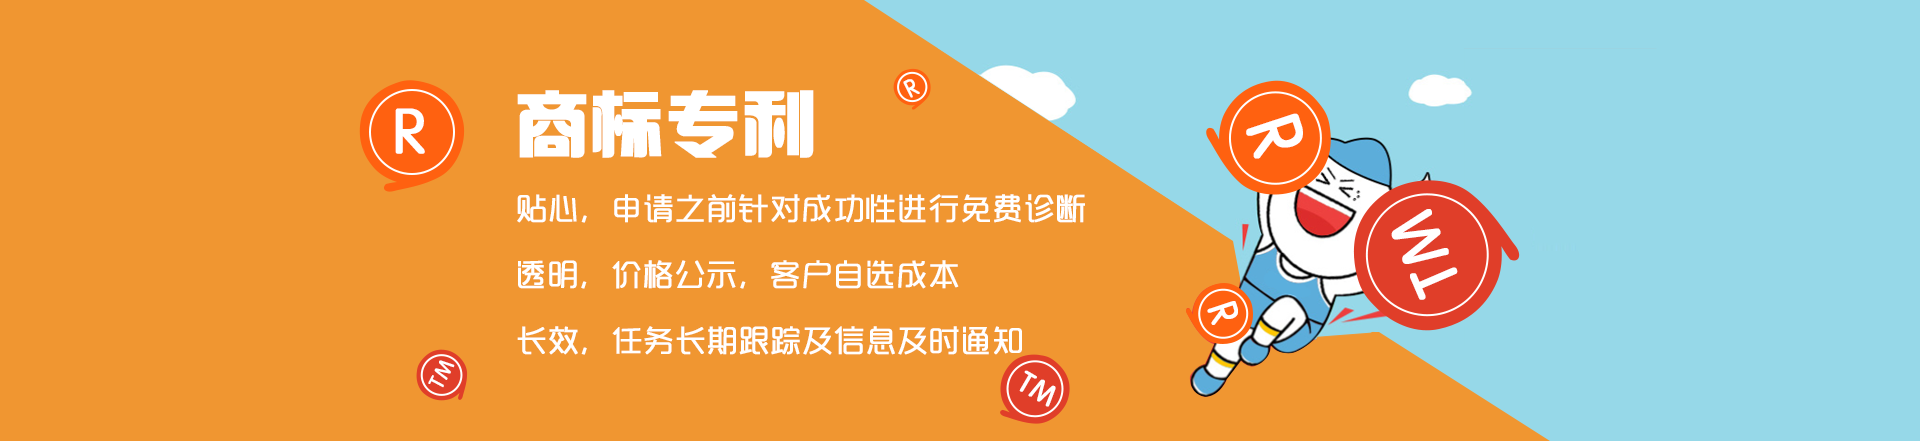 R
商标专利
R
贴心，申请之前针对成功性进行免费诊断
透明，价格公示，客户自选成本
长效，任务长期跟踪及信息及时通知
TM
TM
R
TM
R